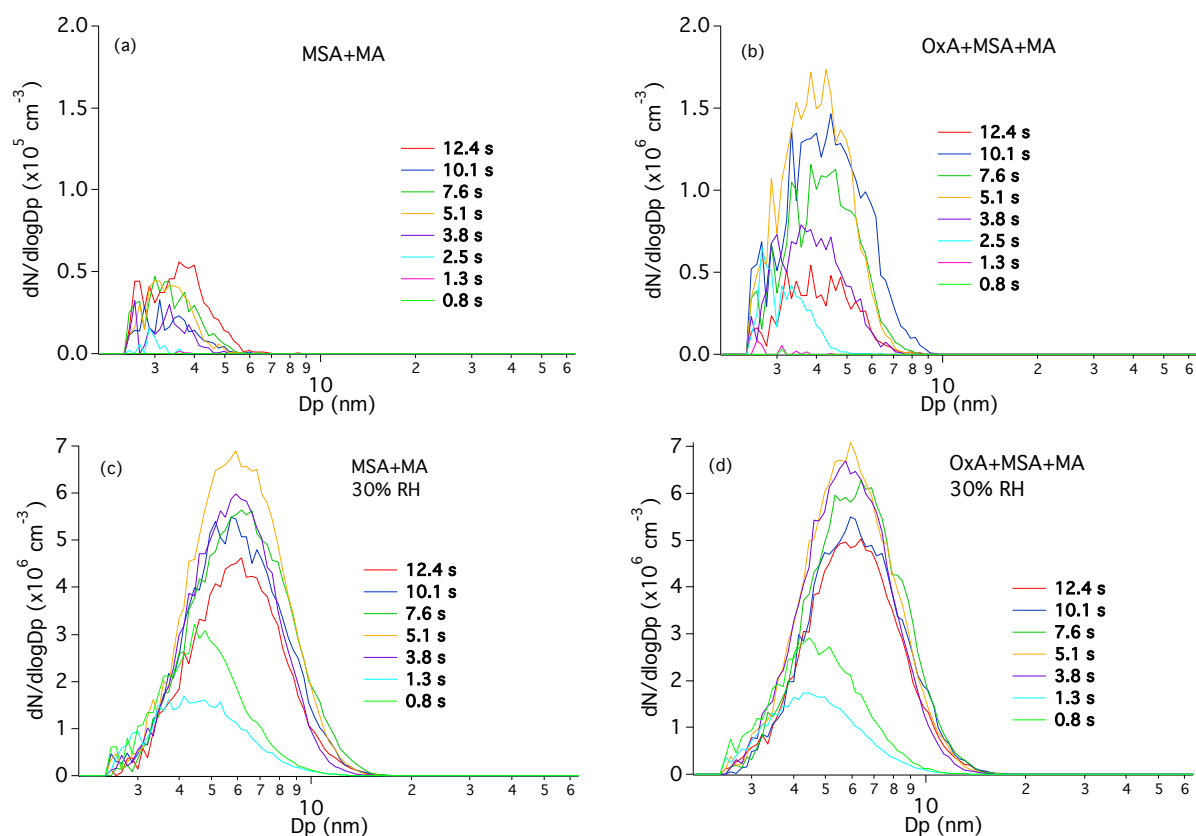 (a)
MSA+MA
dN/dlogDp (x10^5 cm^-3)
2.0
1.5
1.0
0.5
0.0
12.4 s
10.1 s
7.6 s
5.1 s
3.8 s
2.5 s
1.3 s
0.8 s
3 4 5 6 7 8 9 10 2 3 4 5 6
Dp (nm)
(b)
OxA+MSA+MA
dN/dlogDp (x10^6 cm^-3)
2.0
1.5
1.0
0.5
0.0
12.4 s
10.1 s
7.6 s
5.1 s
3.8 s
2.5 s
1.3 s
0.8 s
3 4 5 6 7 8 9 10 2 3 4 5 6
Dp (nm)
(c)
MSA+MA
30% RH
dN/dlogDp (x10^6 cm^-3)
7
6
5
4
3
2
1
0
12.4 s
10.1 s
7.6 s
5.1 s
3.8 s
1.3 s
0.8 s
3 4 5 6 7 8 9 10 2 3 4 5 6
Dp (nm)
(d)
OxA+MSA+MA
30% RH
dN/dlogDp (x10^6 cm^-3)
7
6
5
4
3
2
1
0
12.4 s
10.1 s
7.6 s
5.1 s
3.8 s
1.3 s
0.8 s
3 4 5 6 7 8 9 10 2 3 4 5 6
Dp (nm)